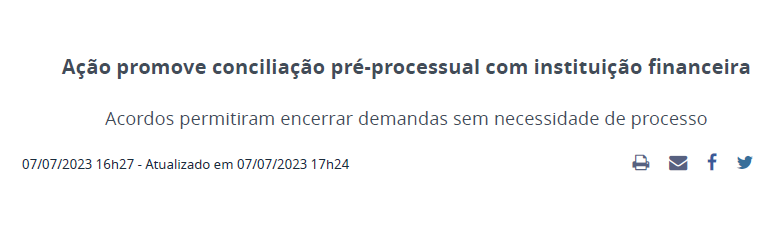 Ação promove conciliação pré-processual com instituição financeira
Acordos permitiram encerrar demandas sem necessidade de processo
07/07/2023 16h27 - Atualizado em 07/07/2023 17h24